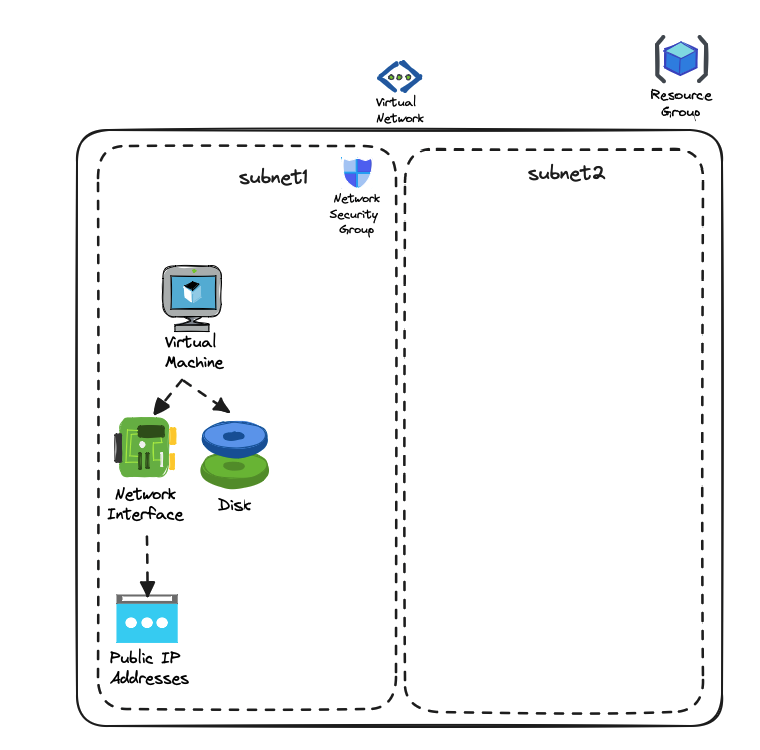 Virtual
Network
Resource
Group
subnet1
Network
Security
Group
subnet2
Virtual
Machine
Network
Interface
Disk
Public IP
Addresses